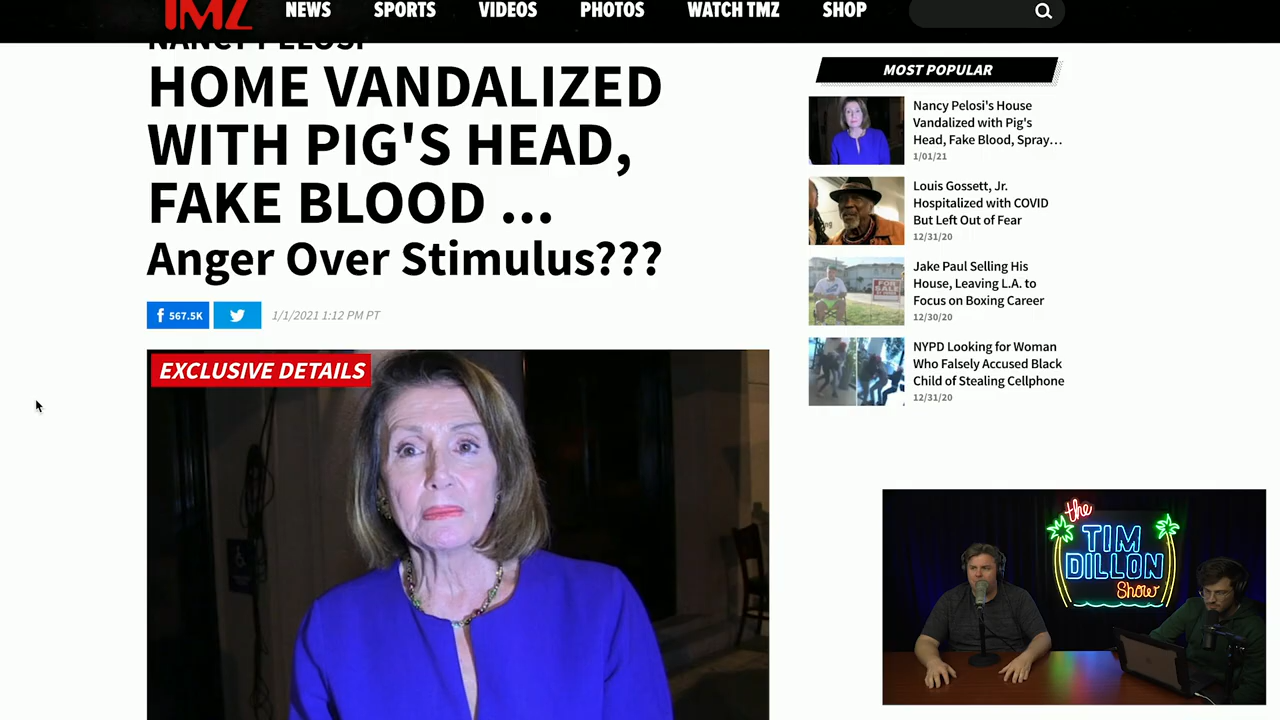 TMZ
NEWS
SPORTS
VIDEOS
PHOTOS
WATCH TMZ
SHOP
NANCY PELOSI
HOME VANDALIZED
WITH PIG'S HEAD,
FAKE BLOOD ...
Anger Over Stimulus???
567.5K
1/1/2021 1:12 PM PT
EXCLUSIVE DETAILS
MOST POPULAR
Nancy Pelosi's House
Vandalized with Pig's
Head, Fake Blood, Spray...
1/01/21
Louis Gossett, Jr.
Hospitalized with COVID
But Left Out of Fear
12/31/20
Jake Paul Selling His
House, Leaving L.A. to
Focus on Boxing Career
12/30/20
FOR
SALE
NYPD Looking for Woman
Who Falsely Accused Black
Child of Stealing Cellphone
12/31/20
the
TIM
DILLON
Show